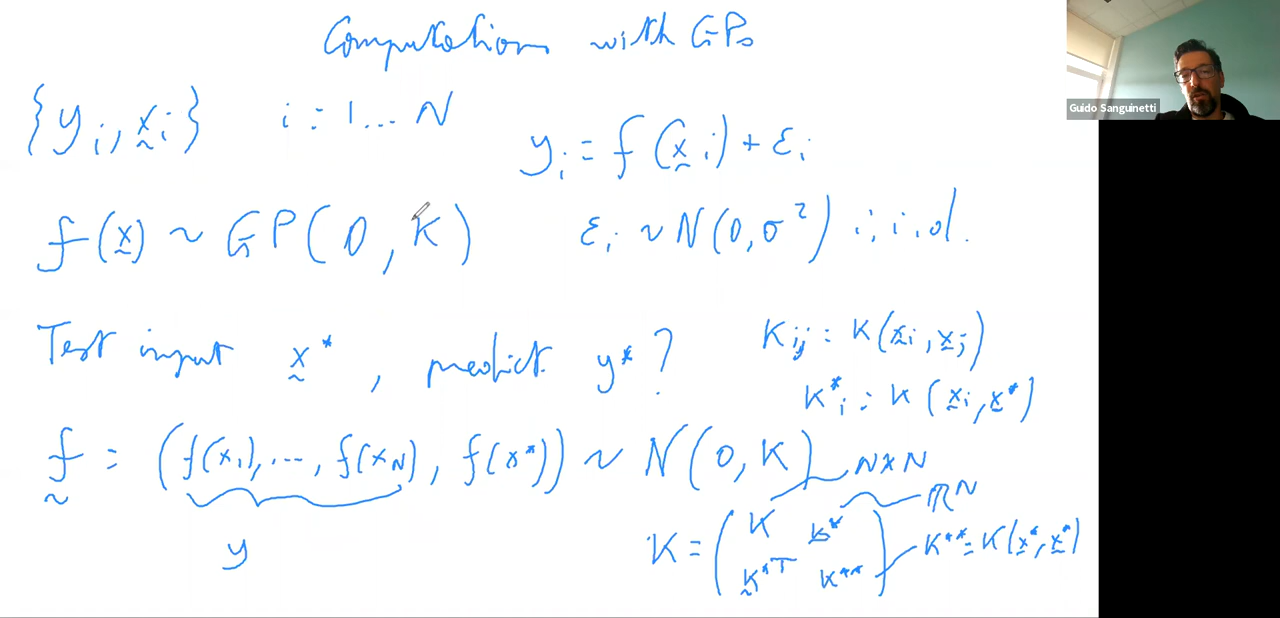 Computation with GPs
Guido Sanguinetti
{y_i, x_i} i = 1... N
y_i = f(x_i) + ε_i
f(x) ~ GP(0, K)
ε_i ~ N(0, σ²) i.i.d.
Test input x*, predict y*?
K_ij = K(x_i, x_j)
K*_i = K(x_i, x*)
f = (f(x_1), ..., f(x_N), f(x*)) ~ N(0, K)
N×N
ℝ^N
y
K = ( K K*
K*ᵀ K** )
K** = K(x*, x*)